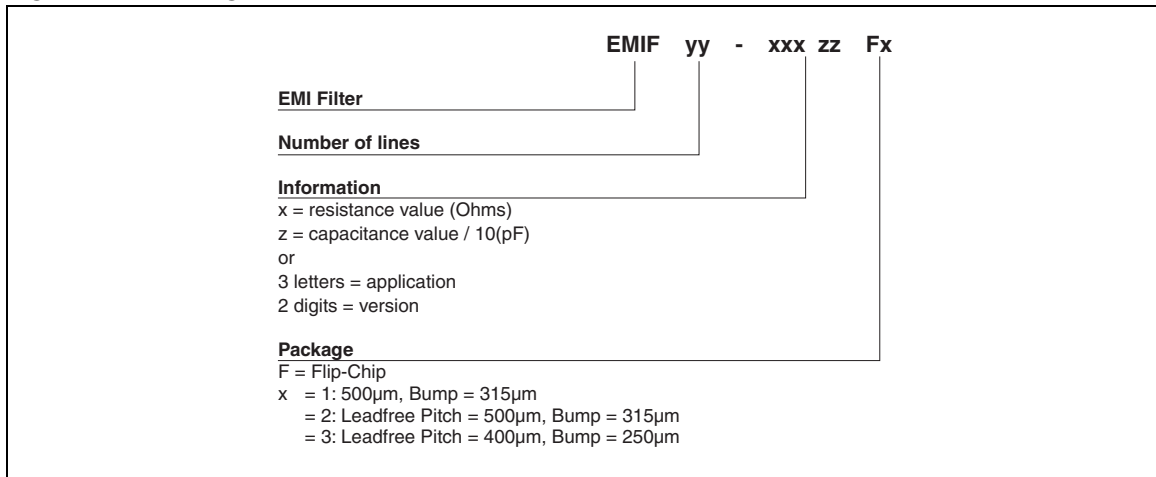 EMIF yy - xxx zz Fx
EMI Filter
Number of lines
Information
x = resistance value (Ohms)
z = capacitance value / 10(pF)
or
3 letters = application
2 digits = version
Package
F = Flip-Chip
x = 1: 500µm, Bump = 315µm
= 2: Leadfree Pitch = 500µm, Bump = 315µm
= 3: Leadfree Pitch = 400µm, Bump = 250µm